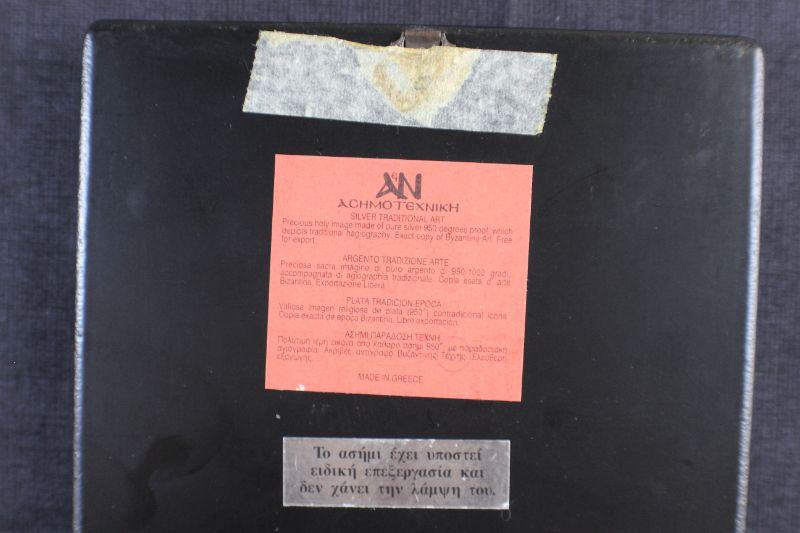 AN
ΑCΗΜΟΤЄΧΝΙΚΗ
SILVER TRADITIONAL ART
Precious holy image made of pure silver 950 degrees proof, which
depicts traditional hagiography. Exact copy of Byzantine Art. Free
for export.
ARGENTO TRADIZIONE ARTE
Preciosa sacra imagine di puro argento di 950/1000 gradi,
accompagnata di agiographia tradizionale. Copia esata d' arte
Bizantina. Exportazione Libera.
PLATA TRADICION EPOCA
Valiosa imagen religiosa de plata (950°) contradicional icona
Copia exacta de epoca Bizantina. Libre exportación.
ΑΣΗΜΙ ΠΑΡΑΔΟΣΗ ΤΕΧΝΗ
Πολύτιμη ιερή εικόνα από καθαρό ασήμι 950°, με παραδοσιακή
αγιογραφία. Ακριβές αντίγραφο Βυζαντινής Τέχνης. Ελευθέρη
εξαγωγής.
MADE IN GREECE
Το ασήμι έχει υποστεί
ειδική επεξεργασία και
δεν χάνει την λάμψη του.